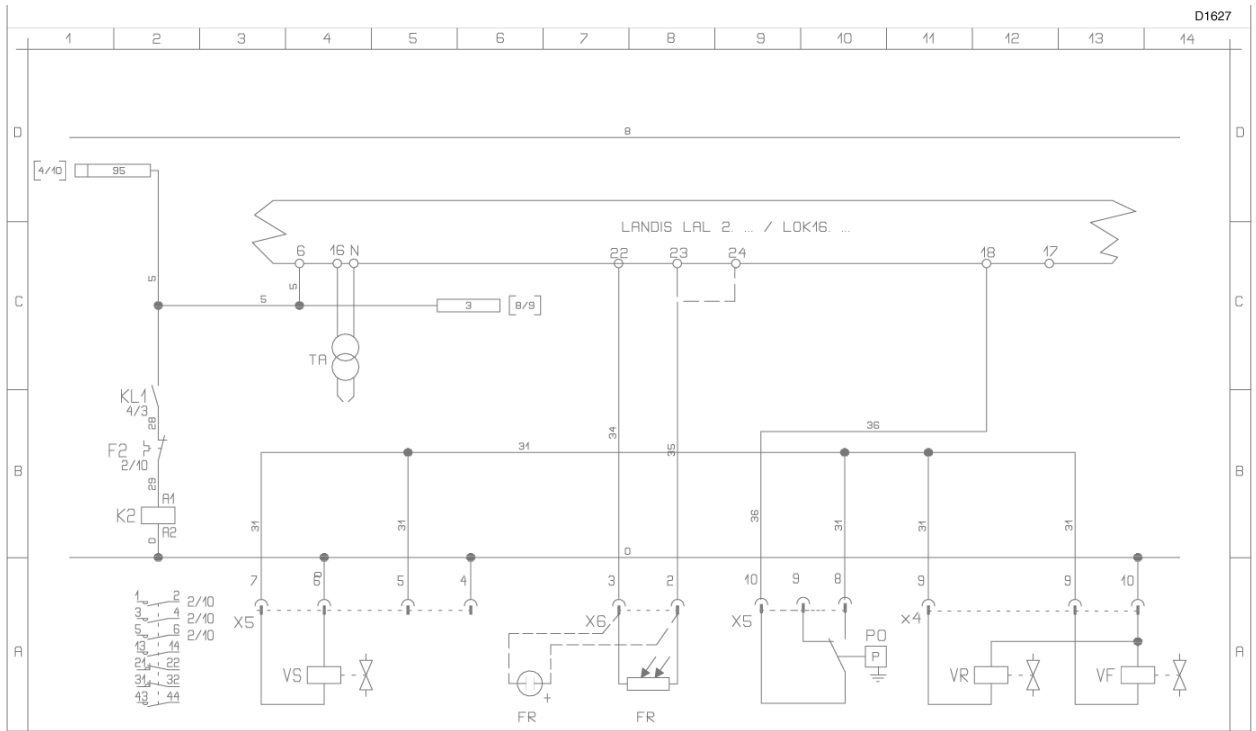 D1627
1 2 3 4 5 6 7 8 9 10 11 12 13 14
D 8 D
[4/10] 95
LANDIS LAL 2. ... / LOK16. ...
6 16 N 22 23 24 18 17
5 5
C 5 3 [8/9] C
TA
KL1
4/3
28 34 36
F2 31 35
2/10
B B
29
A1
K2
A2
31 31 36 31 31 31
0 0
7 6 5 4 3 2 10 9 8 9 9 10
0
1 2 2/10
3 4 2/10
5 6 2/10
X5 X6 X5 x4
13 14
PO
A P A
21 22
VS VR VF
31 32
43 44
+
FR FR